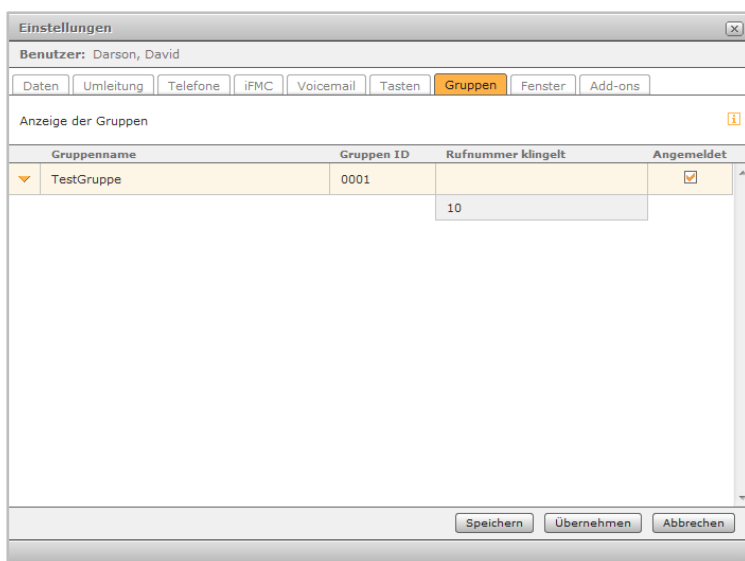 Einstellungen
Benutzer: Darson, David
Daten Umleitung Telefone iFMC Voicemail Tasten Gruppen Fenster Add-ons
Anzeige der Gruppen
Gruppenname Gruppen ID Rufnummer klingelt Angemeldet
TestGruppe 0001
10
Speichern Übernehmen Abbrechen